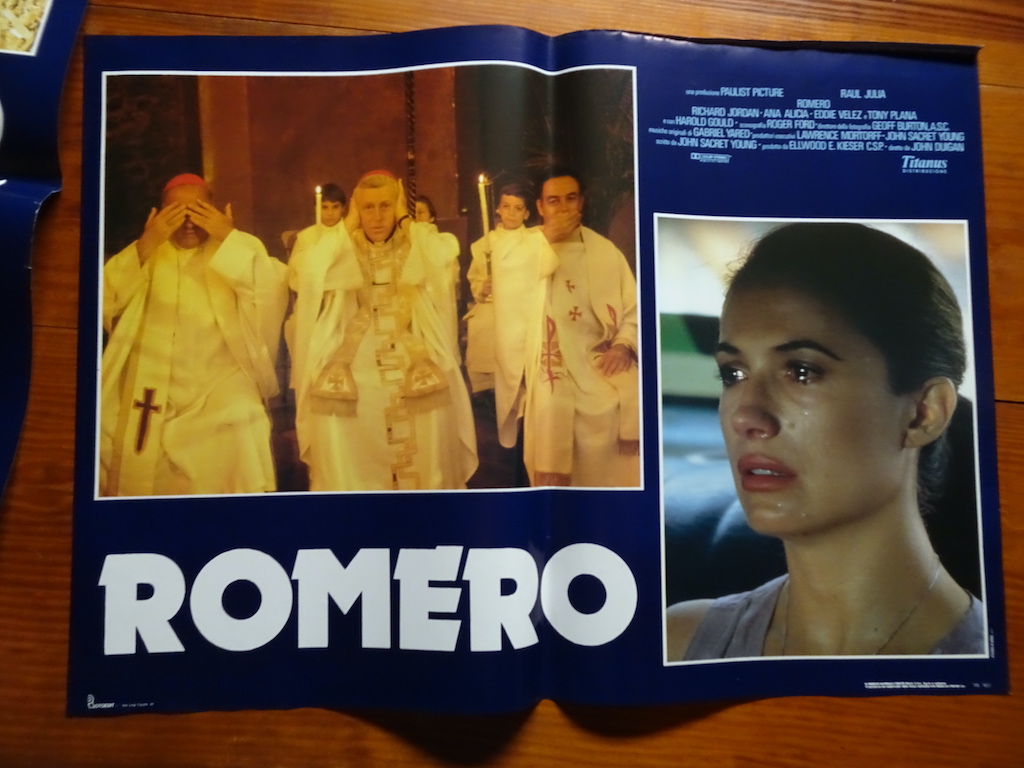 una produzione PAULIST PICTURE RAUL JULIA
ROMERO
RICHARD JORDAN · ANA ALICIA · EDDIE VELEZ e TONY PLANA
e con HAROLD GOULD · scenografia ROGER FORD · direttore della fotografia GEOFF BURTON, A.S.C.
musiche originali di GABRIEL YARED · produttori esecutivi LAWRENCE MORTORFF · JOHN SACRET YOUNG
scritto da JOHN SACRET YOUNG · prodotto da ELLWOOD E. KIESER C.S.P. · diretto da JOHN DUIGAN
Titanus
DISTRIBUZIONE
ROMERO